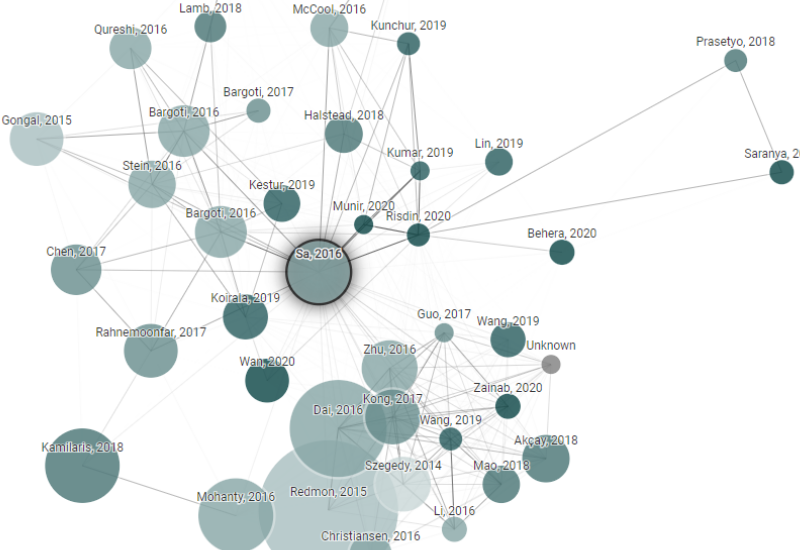 Lamb, 2018
McCool, 2016
Qureshi, 2016
Kunchur, 2019
Prasetyo, 2018
Bargoti, 2017
Bargoti, 2016
Halstead, 2018
Gongal, 2015
Lin, 2019
Kumar, 2019
Saranya, 2
Stein, 2016
Kestur, 2019
Munir, 2020
Bargoti, 2016
Risdin, 2020
Behera, 2020
Chen, 2017
Sa, 2016
Koirala, 2019
Guo, 2017
Wang, 2019
Rahnemoonfar, 2017
Unknown
Zhu, 2016
Wan, 2020
Zainab, 2020
Kong, 2017
Dai, 2016
Wang, 2019
Akçay, 2018
Kamilaris, 2018
Szegedy, 2014
Mao, 2018
Redmon, 2015
Mohanty, 2016
Li, 2016
Christiansen, 2016